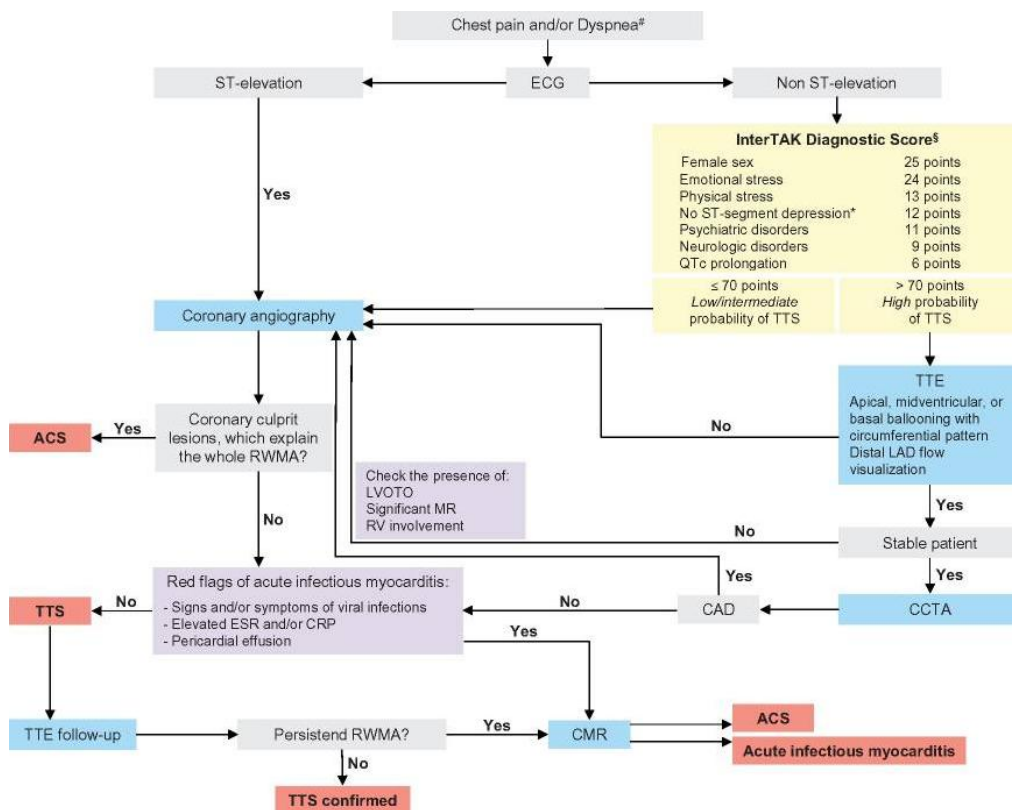 Chest pain and/or Dyspnea#
ST-elevation
ECG
Non ST-elevation
InterTAK Diagnostic Score§
Female sex 25 points
Emotional stress 24 points
Physical stress 13 points
No ST-segment depression* 12 points
Psychiatric disorders 11 points
Neurologic disorders 9 points
QTc prolongation 6 points
Yes
≤ 70 points
Low/intermediate
probability of TTS
> 70 points
High probability
of TTS
Coronary angiography
TTE
Apical, midventricular, or
basal ballooning with
circumferential pattern
Distal LAD flow
visualization
No
Coronary culprit
lesions, which explain
the whole RWMA?
Yes
ACS
Check the presence of:
LVOTO
Significant MR
RV involvement
No
Yes
No
Stable patient
Yes
Red flags of acute infectious myocarditis:
- Signs and/or symptoms of viral infections
- Elevated ESR and/or CRP
- Pericardial effusion
No
TTS
No
Yes
CAD
CCTA
Yes
TTE follow-up
Persistend RWMA?
Yes
CMR
ACS
Acute infectious myocarditis
No
TTS confirmed